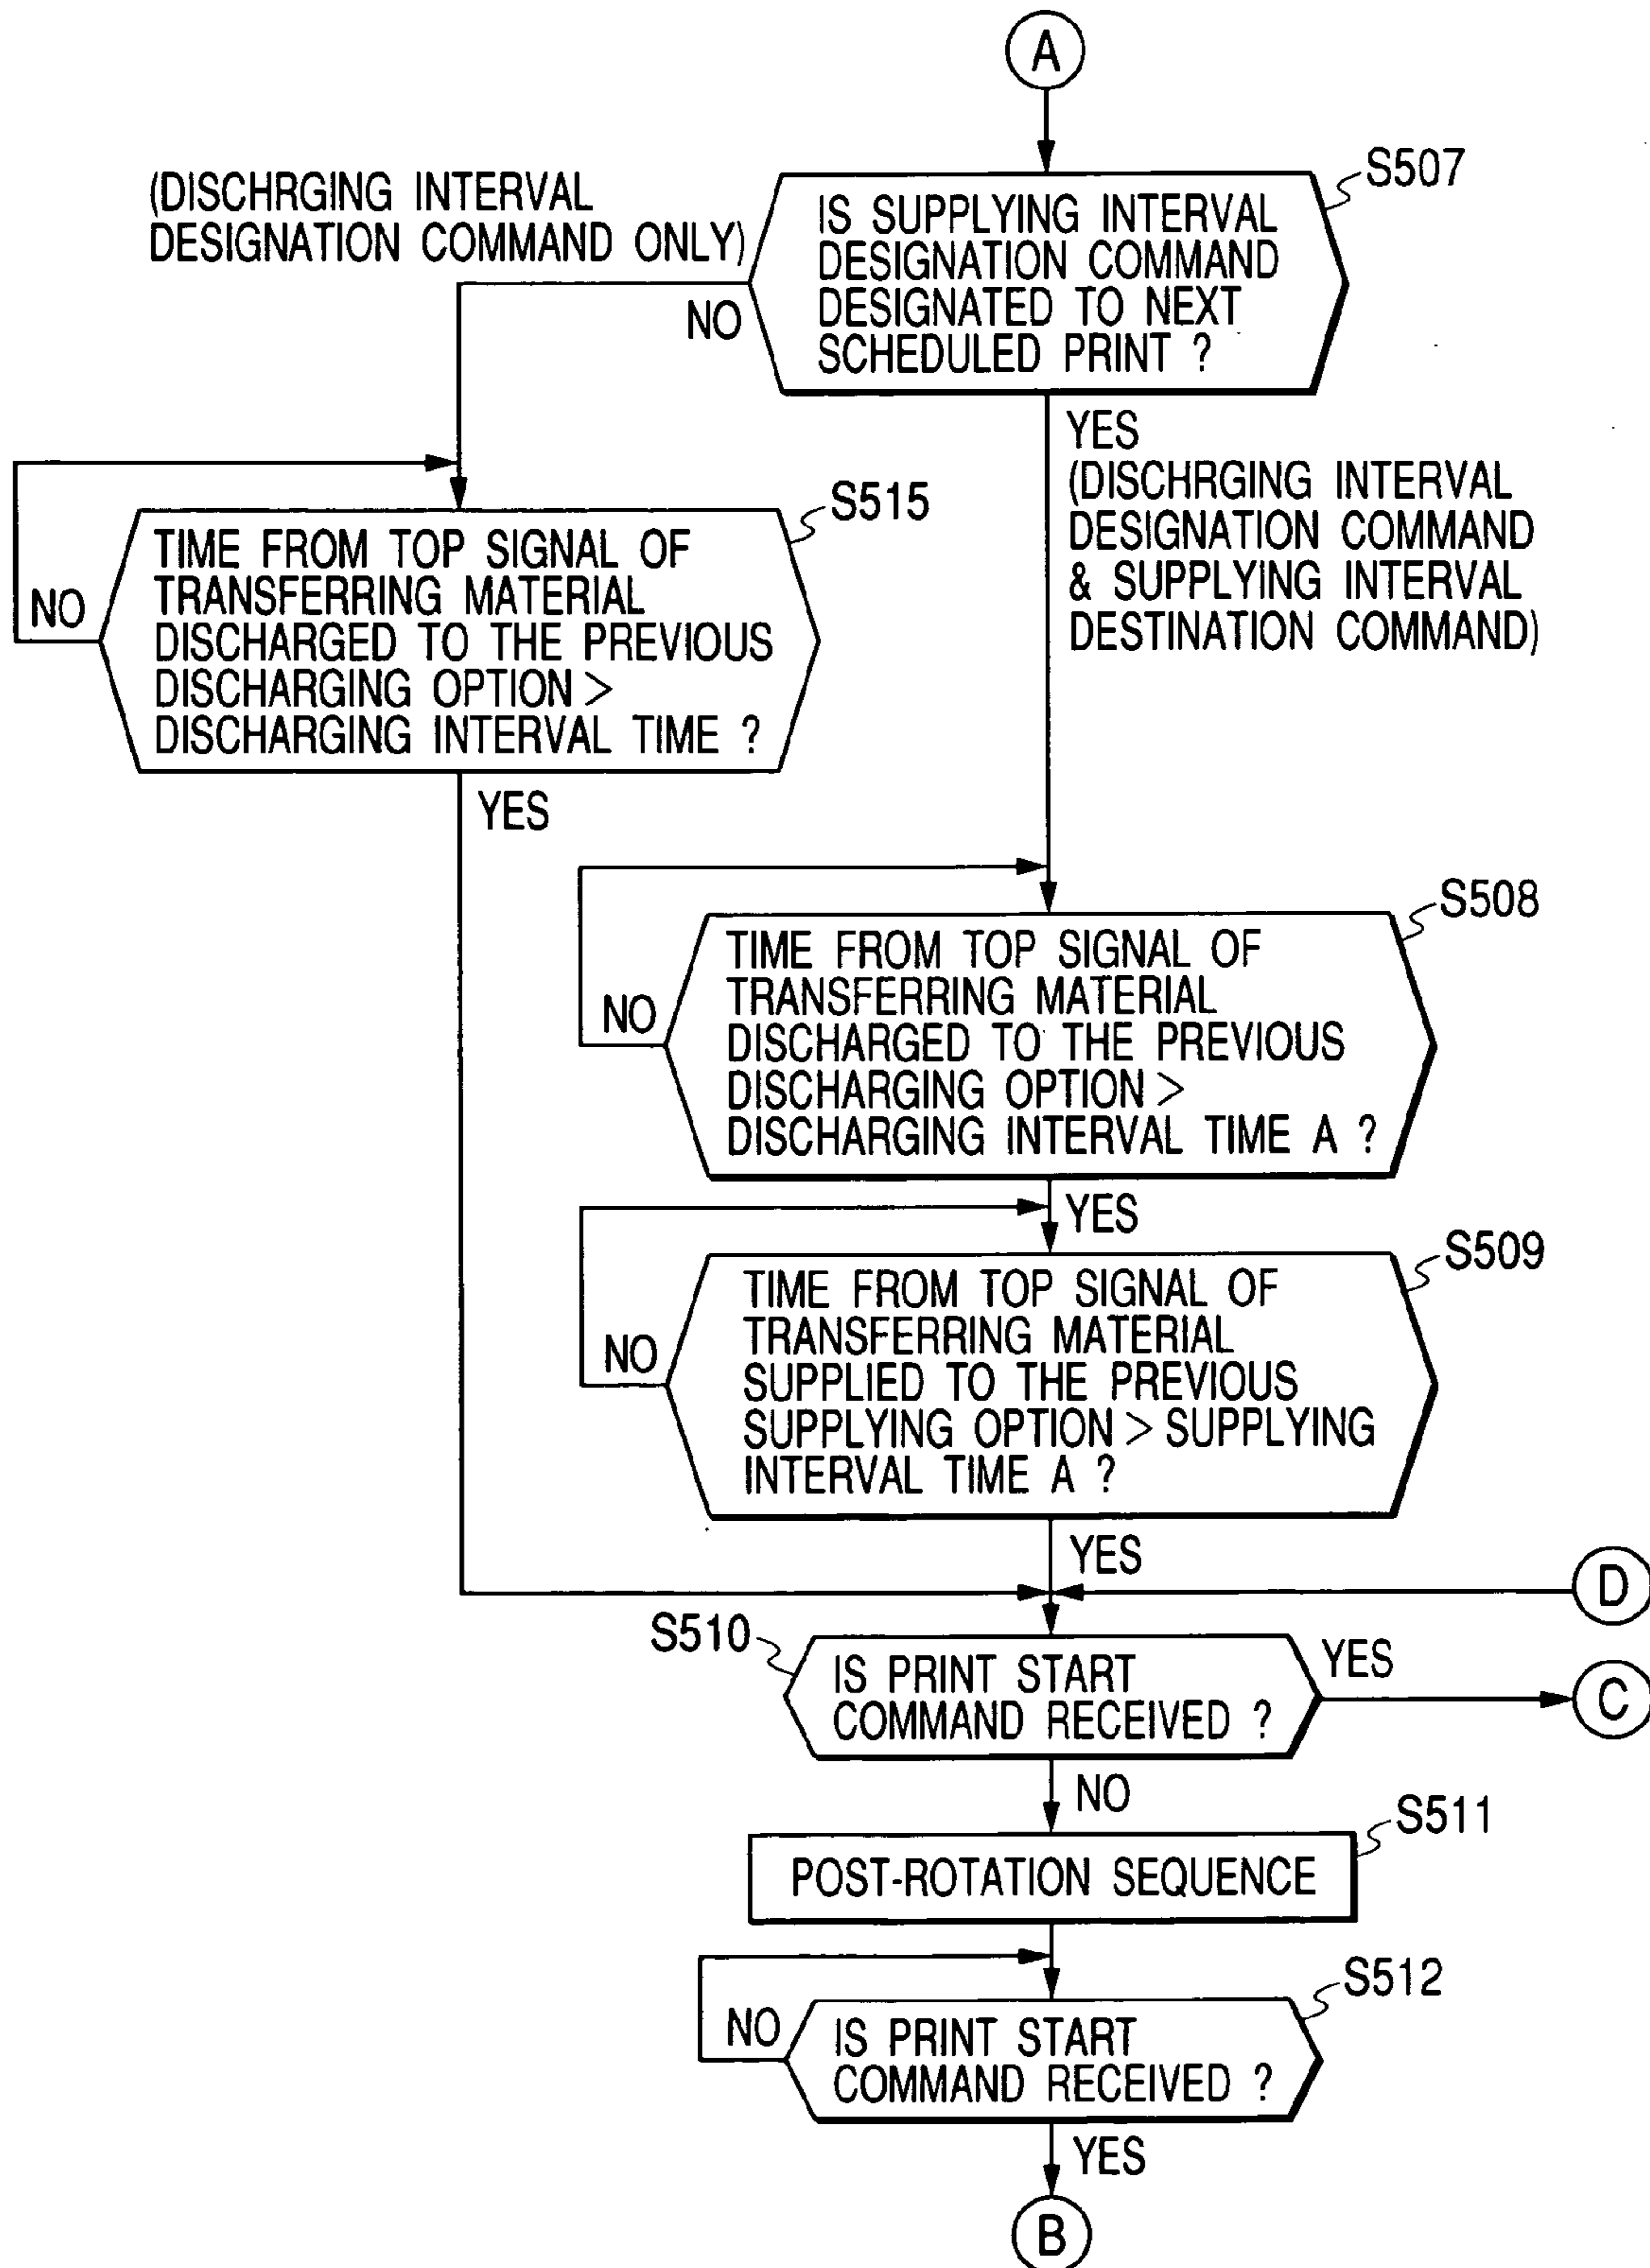 A
S507
(DISCHRGING INTERVAL
DESIGNATION COMMAND ONLY)
IS SUPPLYING INTERVAL
DESIGNATION COMMAND
DESIGNATED TO NEXT
SCHEDULED PRINT ?
NO
YES
(DISCHRGING INTERVAL
DESIGNATION COMMAND
& SUPPLYING INTERVAL
DESTINATION COMMAND)
S515
TIME FROM TOP SIGNAL OF
TRANSFERRING MATERIAL
DISCHARGED TO THE PREVIOUS
DISCHARGING OPTION >
DISCHARGING INTERVAL TIME ?
NO
YES
S508
TIME FROM TOP SIGNAL OF
TRANSFERRING MATERIAL
DISCHARGED TO THE PREVIOUS
DISCHARGING OPTION >
DISCHARGING INTERVAL TIME A ?
NO
YES
S509
TIME FROM TOP SIGNAL OF
TRANSFERRING MATERIAL
SUPPLIED TO THE PREVIOUS
SUPPLYING OPTION > SUPPLYING
INTERVAL TIME A ?
NO
YES
D
S510
IS PRINT START
COMMAND RECEIVED ?
YES
C
NO
S511
POST-ROTATION SEQUENCE
S512
NO
IS PRINT START
COMMAND RECEIVED ?
YES
B